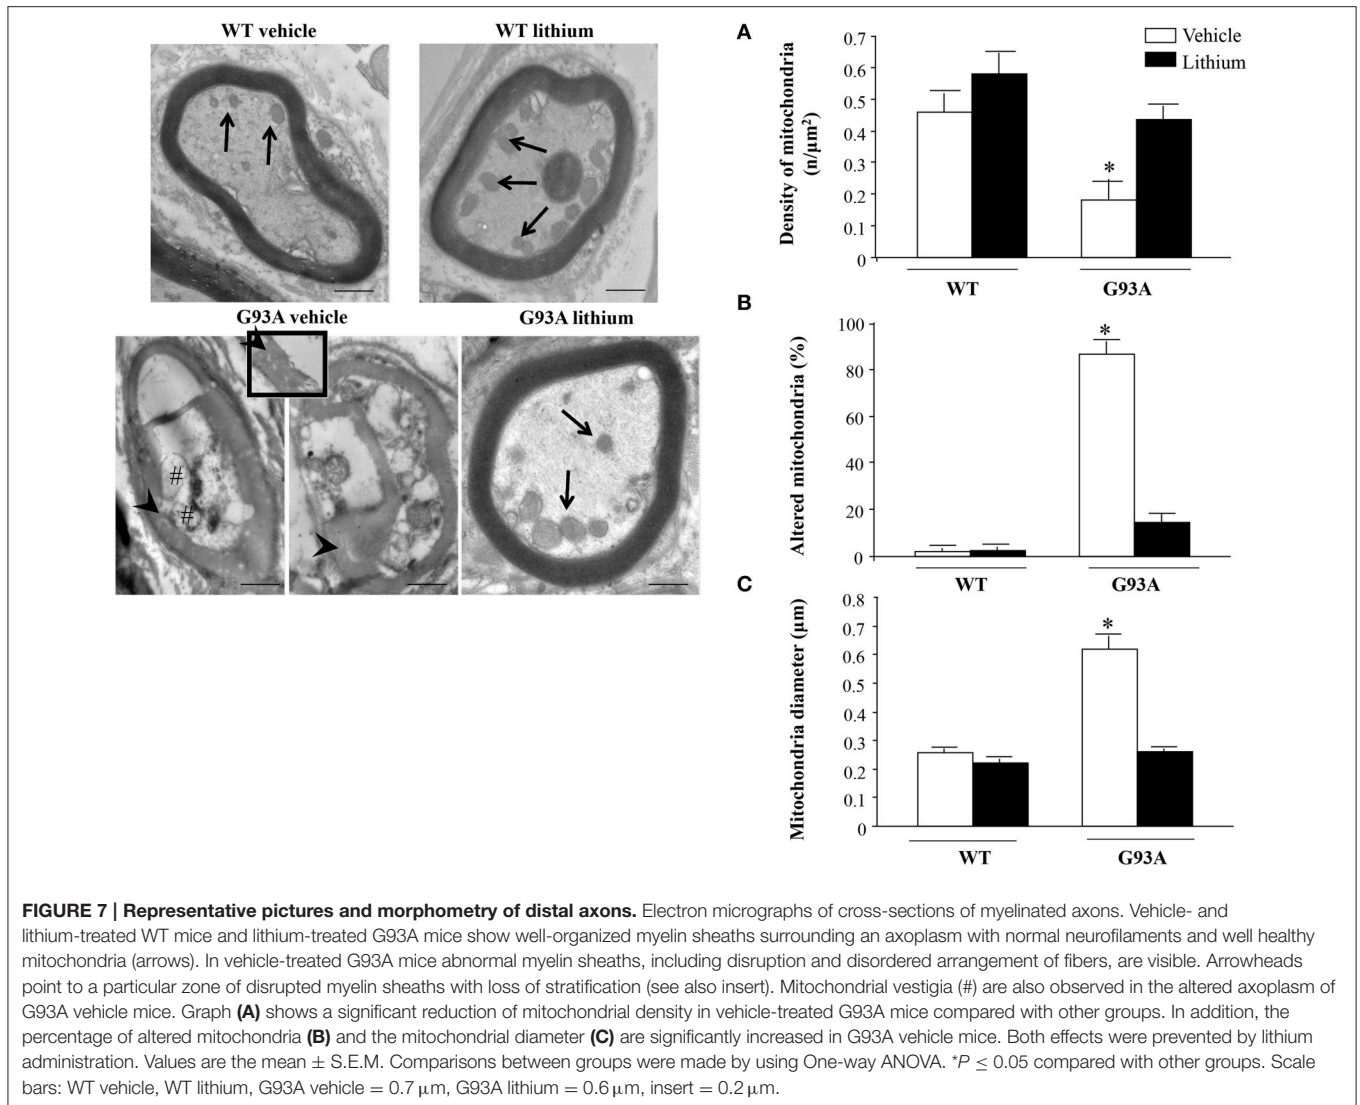 WT vehicle
WT lithium
G93A vehicle
G93A lithium
#
#
A
Density of mitochondria
(n/µm²)
0.7
0.6
0.5
0.4
0.3
0.2
0.1
0
Vehicle
Lithium
*
WT
G93A
B
Altered mitochondria (%)
100
80
60
40
20
0
*
WT
G93A
C
Mitochondria diameter (µm)
0.8
0.7
0.6
0.5
0.4
0.3
0.2
0.1
0
*
WT
G93A
FIGURE 7 | Representative pictures and morphometry of distal axons. Electron micrographs of cross-sections of myelinated axons. Vehicle- and
lithium-treated WT mice and lithium-treated G93A mice show well-organized myelin sheaths surrounding an axoplasm with normal neurofilaments and well healthy
mitochondria (arrows). In vehicle-treated G93A mice abnormal myelin sheaths, including disruption and disordered arrangement of fibers, are visible. Arrowheads
point to a particular zone of disrupted myelin sheaths with loss of stratification (see also insert). Mitochondrial vestigia (#) are also observed in the altered axoplasm of
G93A vehicle mice. Graph (A) shows a significant reduction of mitochondrial density in vehicle-treated G93A mice compared with other groups. In addition, the
percentage of altered mitochondria (B) and the mitochondrial diameter (C) are significantly increased in G93A vehicle mice. Both effects were prevented by lithium
administration. Values are the mean ± S.E.M. Comparisons between groups were made by using One-way ANOVA. *P ≤ 0.05 compared with other groups. Scale
bars: WT vehicle, WT lithium, G93A vehicle = 0.7 µm, G93A lithium = 0.6 µm, insert = 0.2 µm.